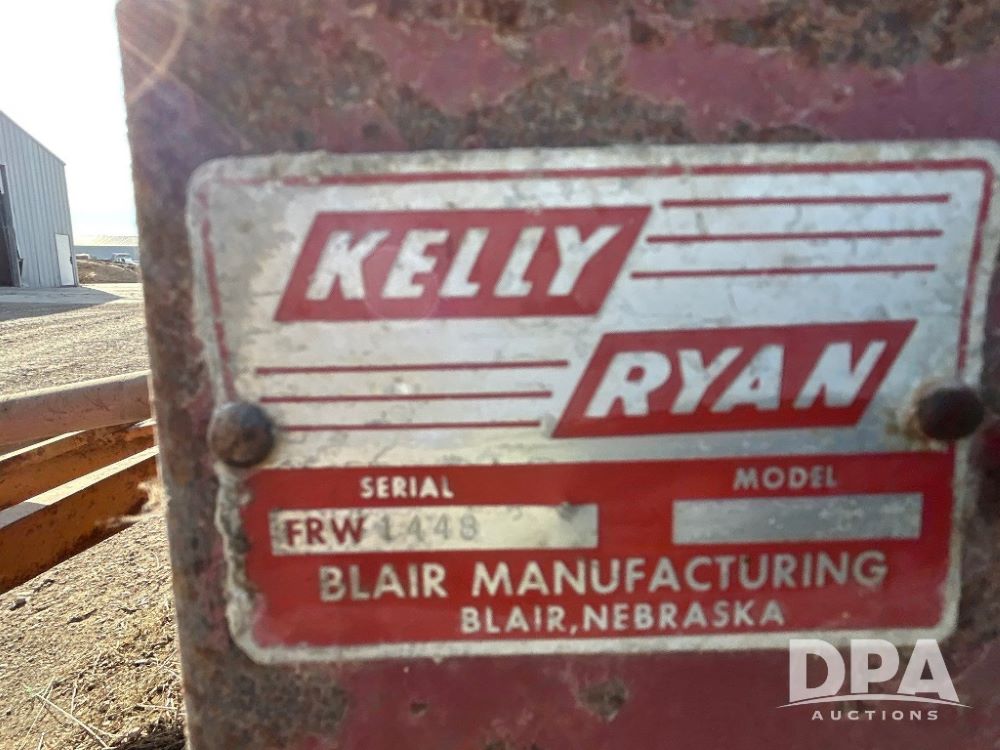 KELLY
RYAN
SERIAL MODEL
FRW 1448
BLAIR MANUFACTURING
BLAIR, NEBRASKA
DPA
AUCTIONS